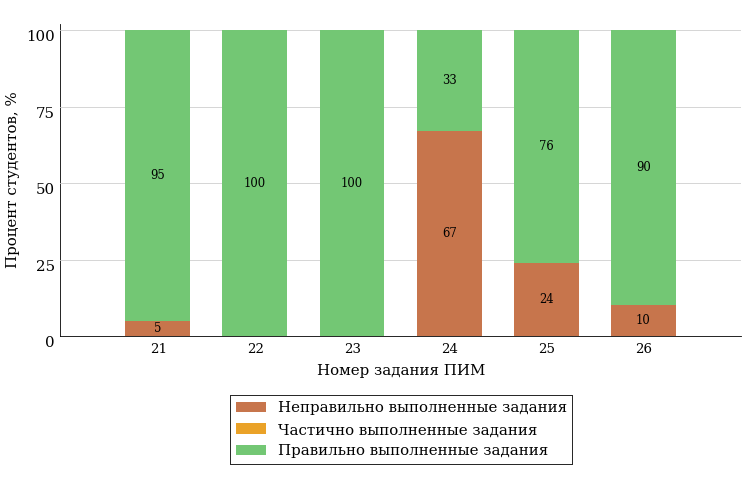 100
75
50
25
0
Процент студентов, %
95
5
100
100
33
67
76
24
90
10
21 22 23 24 25 26
Номер задания ПИМ
Неправильно выполненные задания
Частично выполненные задания
Правильно выполненные задания